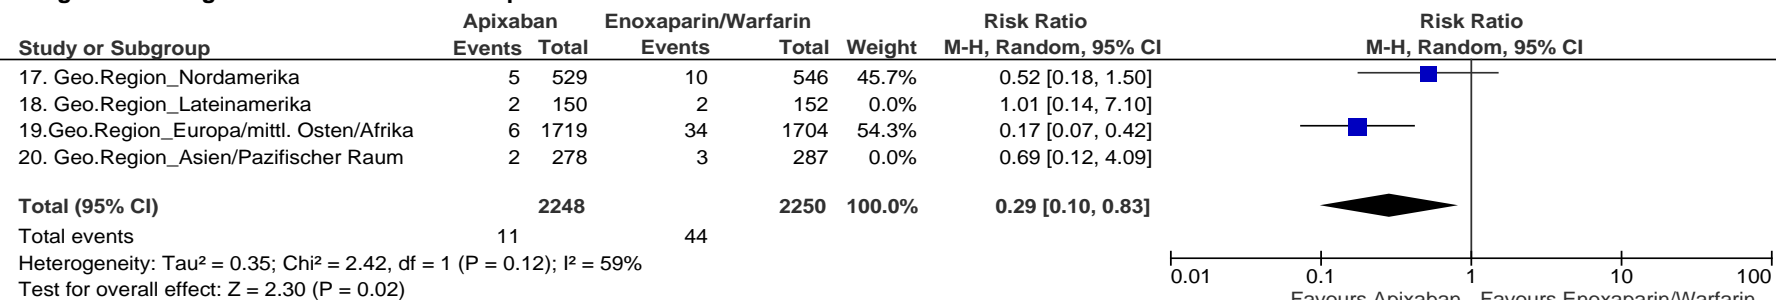 Apixaban Enoxaparin/Warfarin Risk Ratio Risk Ratio
Study or Subgroup Events Total Events Total Weight M-H, Random, 95% CI M-H, Random, 95% CI
17. Geo.Region_Nordamerika 5 529 10 546 45.7% 0.52 [0.18, 1.50]
18. Geo.Region_Lateinamerika 2 150 2 152 0.0% 1.01 [0.14, 7.10]
19.Geo.Region_Europa/mittl. Osten/Afrika 6 1719 34 1704 54.3% 0.17 [0.07, 0.42]
20. Geo.Region_Asien/Pazifischer Raum 2 278 3 287 0.0% 0.69 [0.12, 4.09]
Total (95% CI) 2248 2250 100.0% 0.29 [0.10, 0.83]
Total events 11 44
Heterogeneity: Tau² = 0.35; Chi² = 2.42, df = 1 (P = 0.12); I² = 59%
Test for overall effect: Z = 2.30 (P = 0.02)
0.01 0.1 1 10 100
Favours Apixaban Favours Enoxaparin/Warfarin